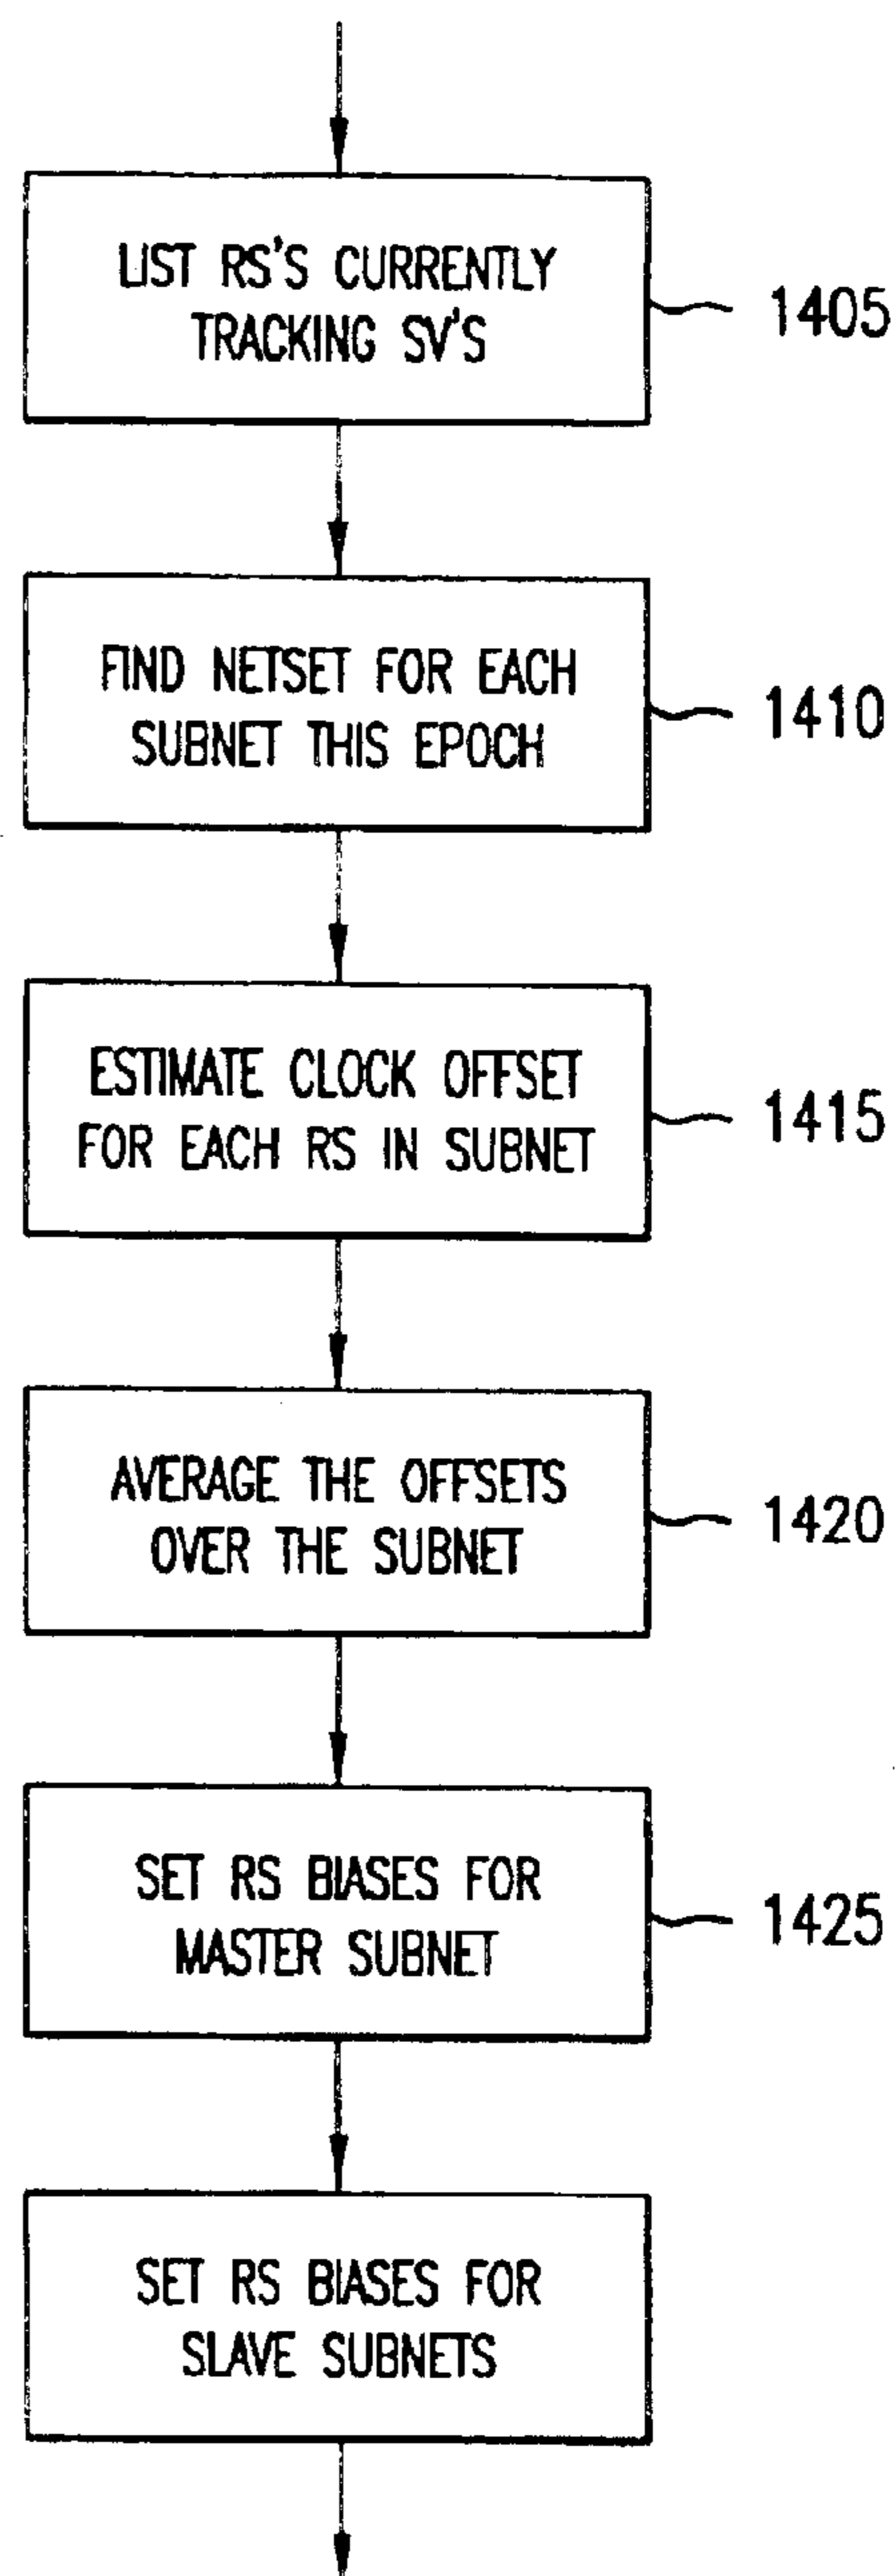 LIST RS'S CURRENTLY
TRACKING SV'S
1405
FIND NETSET FOR EACH
SUBNET THIS EPOCH
1410
ESTIMATE CLOCK OFFSET
FOR EACH RS IN SUBNET
1415
AVERAGE THE OFFSETS
OVER THE SUBNET
1420
SET RS BIASES FOR
MASTER SUBNET
1425
SET RS BIASES FOR
SLAVE SUBNETS